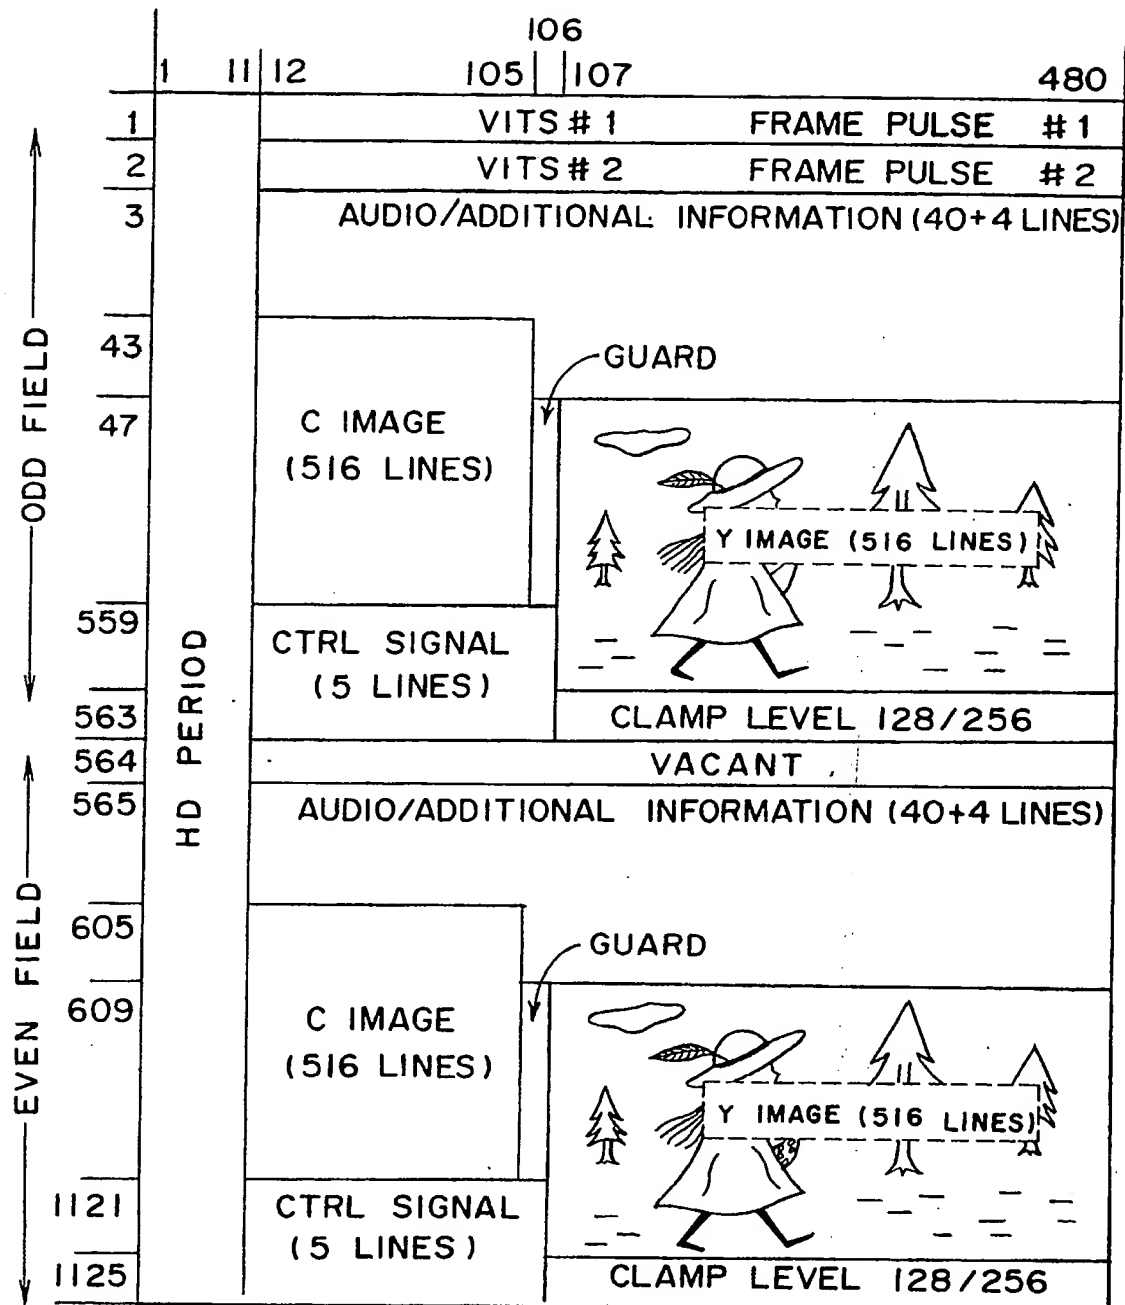 106
1 11 12 105 107 480
1 VITS # 1 FRAME PULSE # 1
2 VITS # 2 FRAME PULSE # 2
3 AUDIO/ADDITIONAL INFORMATION (40+4 LINES)
43
GUARD
47 C IMAGE
(516 LINES)
Y IMAGE (516 LINES)
ODD FIELD
559
CTRL SIGNAL
(5 LINES)
563 CLAMP LEVEL 128/256
HD PERIOD
564 VACANT
565 AUDIO/ADDITIONAL INFORMATION (40+4 LINES)
605
GUARD
609 C IMAGE
(516 LINES)
Y IMAGE (516 LINES)
EVEN FIELD
1121 CTRL SIGNAL
(5 LINES)
1125 CLAMP LEVEL 128/256